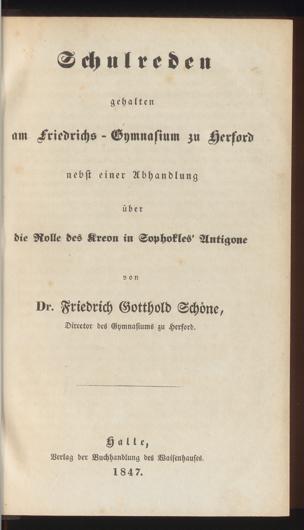 Schulreden
gehalten
am Friedrichs-Gymnasium zu Herford
nebst einer Abhandlung
über
die Rolle des Kreon in Sophokles' Antigone
von
Dr. Friedrich Gotthold Schöne,
Director des Gymnasiums zu Herford.
Halle,
Verlag der Buchhandlung des Waisenhauses.
1847.